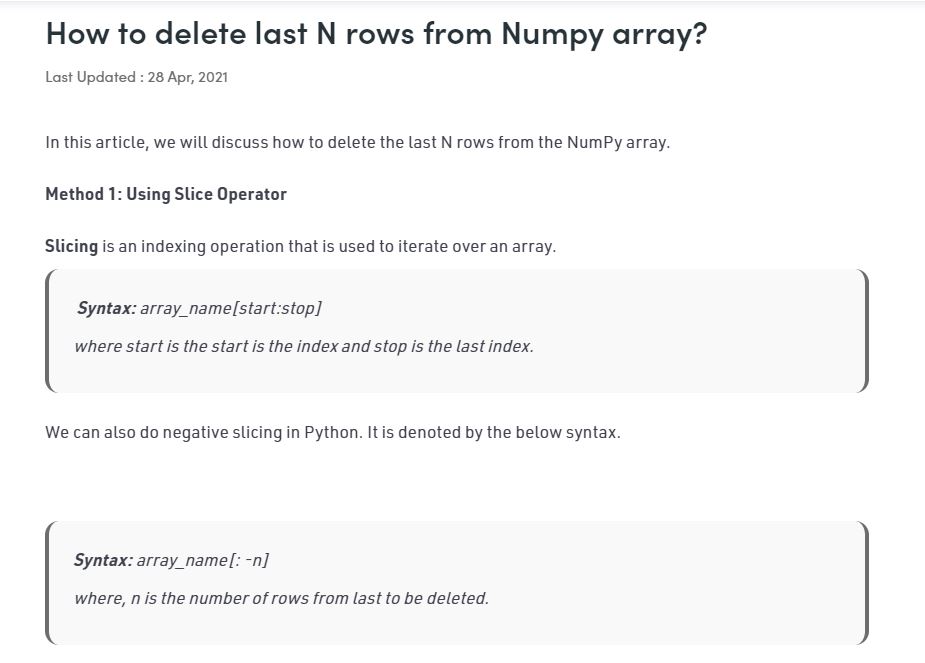 How to delete last N rows from Numpy array?
Last Updated : 28 Apr, 2021
In this article, we will discuss how to delete the last N rows from the NumPy array.
Method 1: Using Slice Operator
Slicing is an indexing operation that is used to iterate over an array.
Syntax: array_name[start:stop]
where start is the start is the index and stop is the last index.
We can also do negative slicing in Python. It is denoted by the below syntax.
Syntax: array_name[: -n]
where, n is the number of rows from last to be deleted.